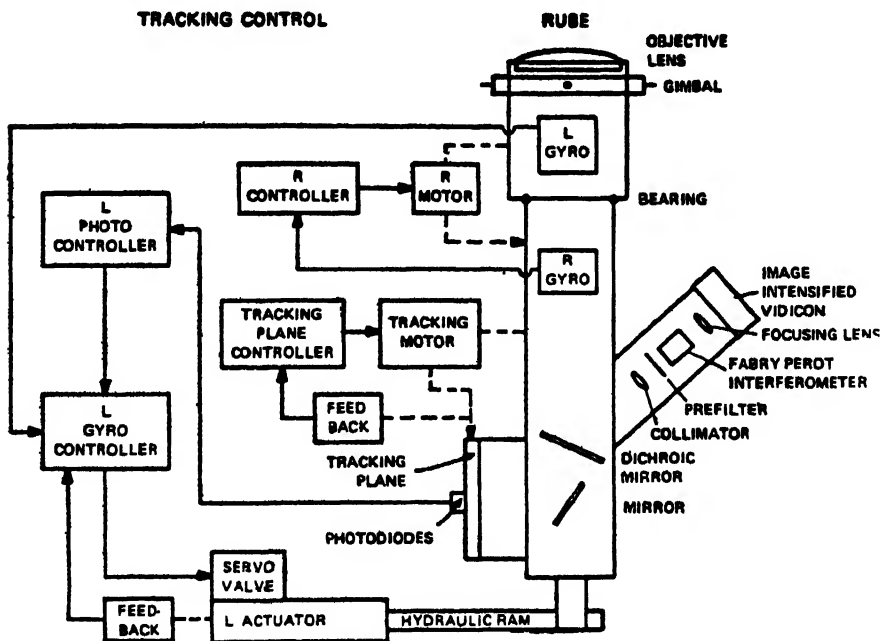 TRACKING CONTROL
RUBE
OBJECTIVE
LENS
GIMBAL
L
GYRO
R
CONTROLLER
R
MOTOR
BEARING
L
PHOTO
CONTROLLER
R
GYRO
IMAGE
INTENSIFIED
VIDICON
FOCUSING LENS
FABRY PEROT
INTERFEROMETER
PREFILTER
COLLIMATOR
TRACKING
PLANE
CONTROLLER
TRACKING
MOTOR
FEED
BACK
L
GYRO
CONTROLLER
TRACKING
PLANE
DICHROIC
MIRROR
MIRROR
PHOTODIODES
SERVO
VALVE
FEED-
BACK
L ACTUATOR
HYDRAULIC RAM